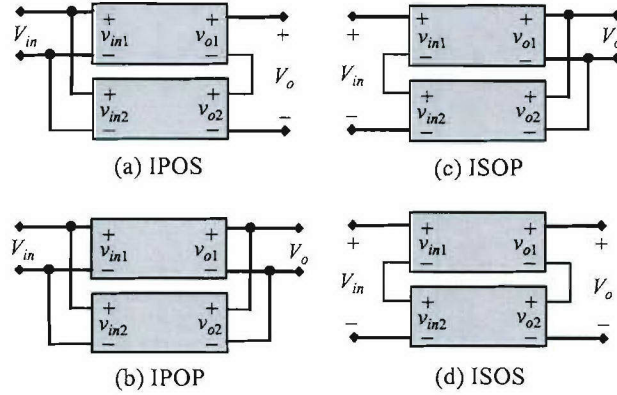 V_in + v_in1 − + v_o1 − + V_o −
+ v_in2 − + v_o2 −
(a) IPOS
+ V_in − + v_in1 − + v_o1 − V_o
+ v_in2 − + v_o2 −
(c) ISOP
V_in + v_in1 − + v_o1 − V_o
+ v_in2 − + v_o2 −
(b) IPOP
+ V_in − + v_in1 − + v_o1 − + V_o −
+ v_in2 − + v_o2 −
(d) ISOS